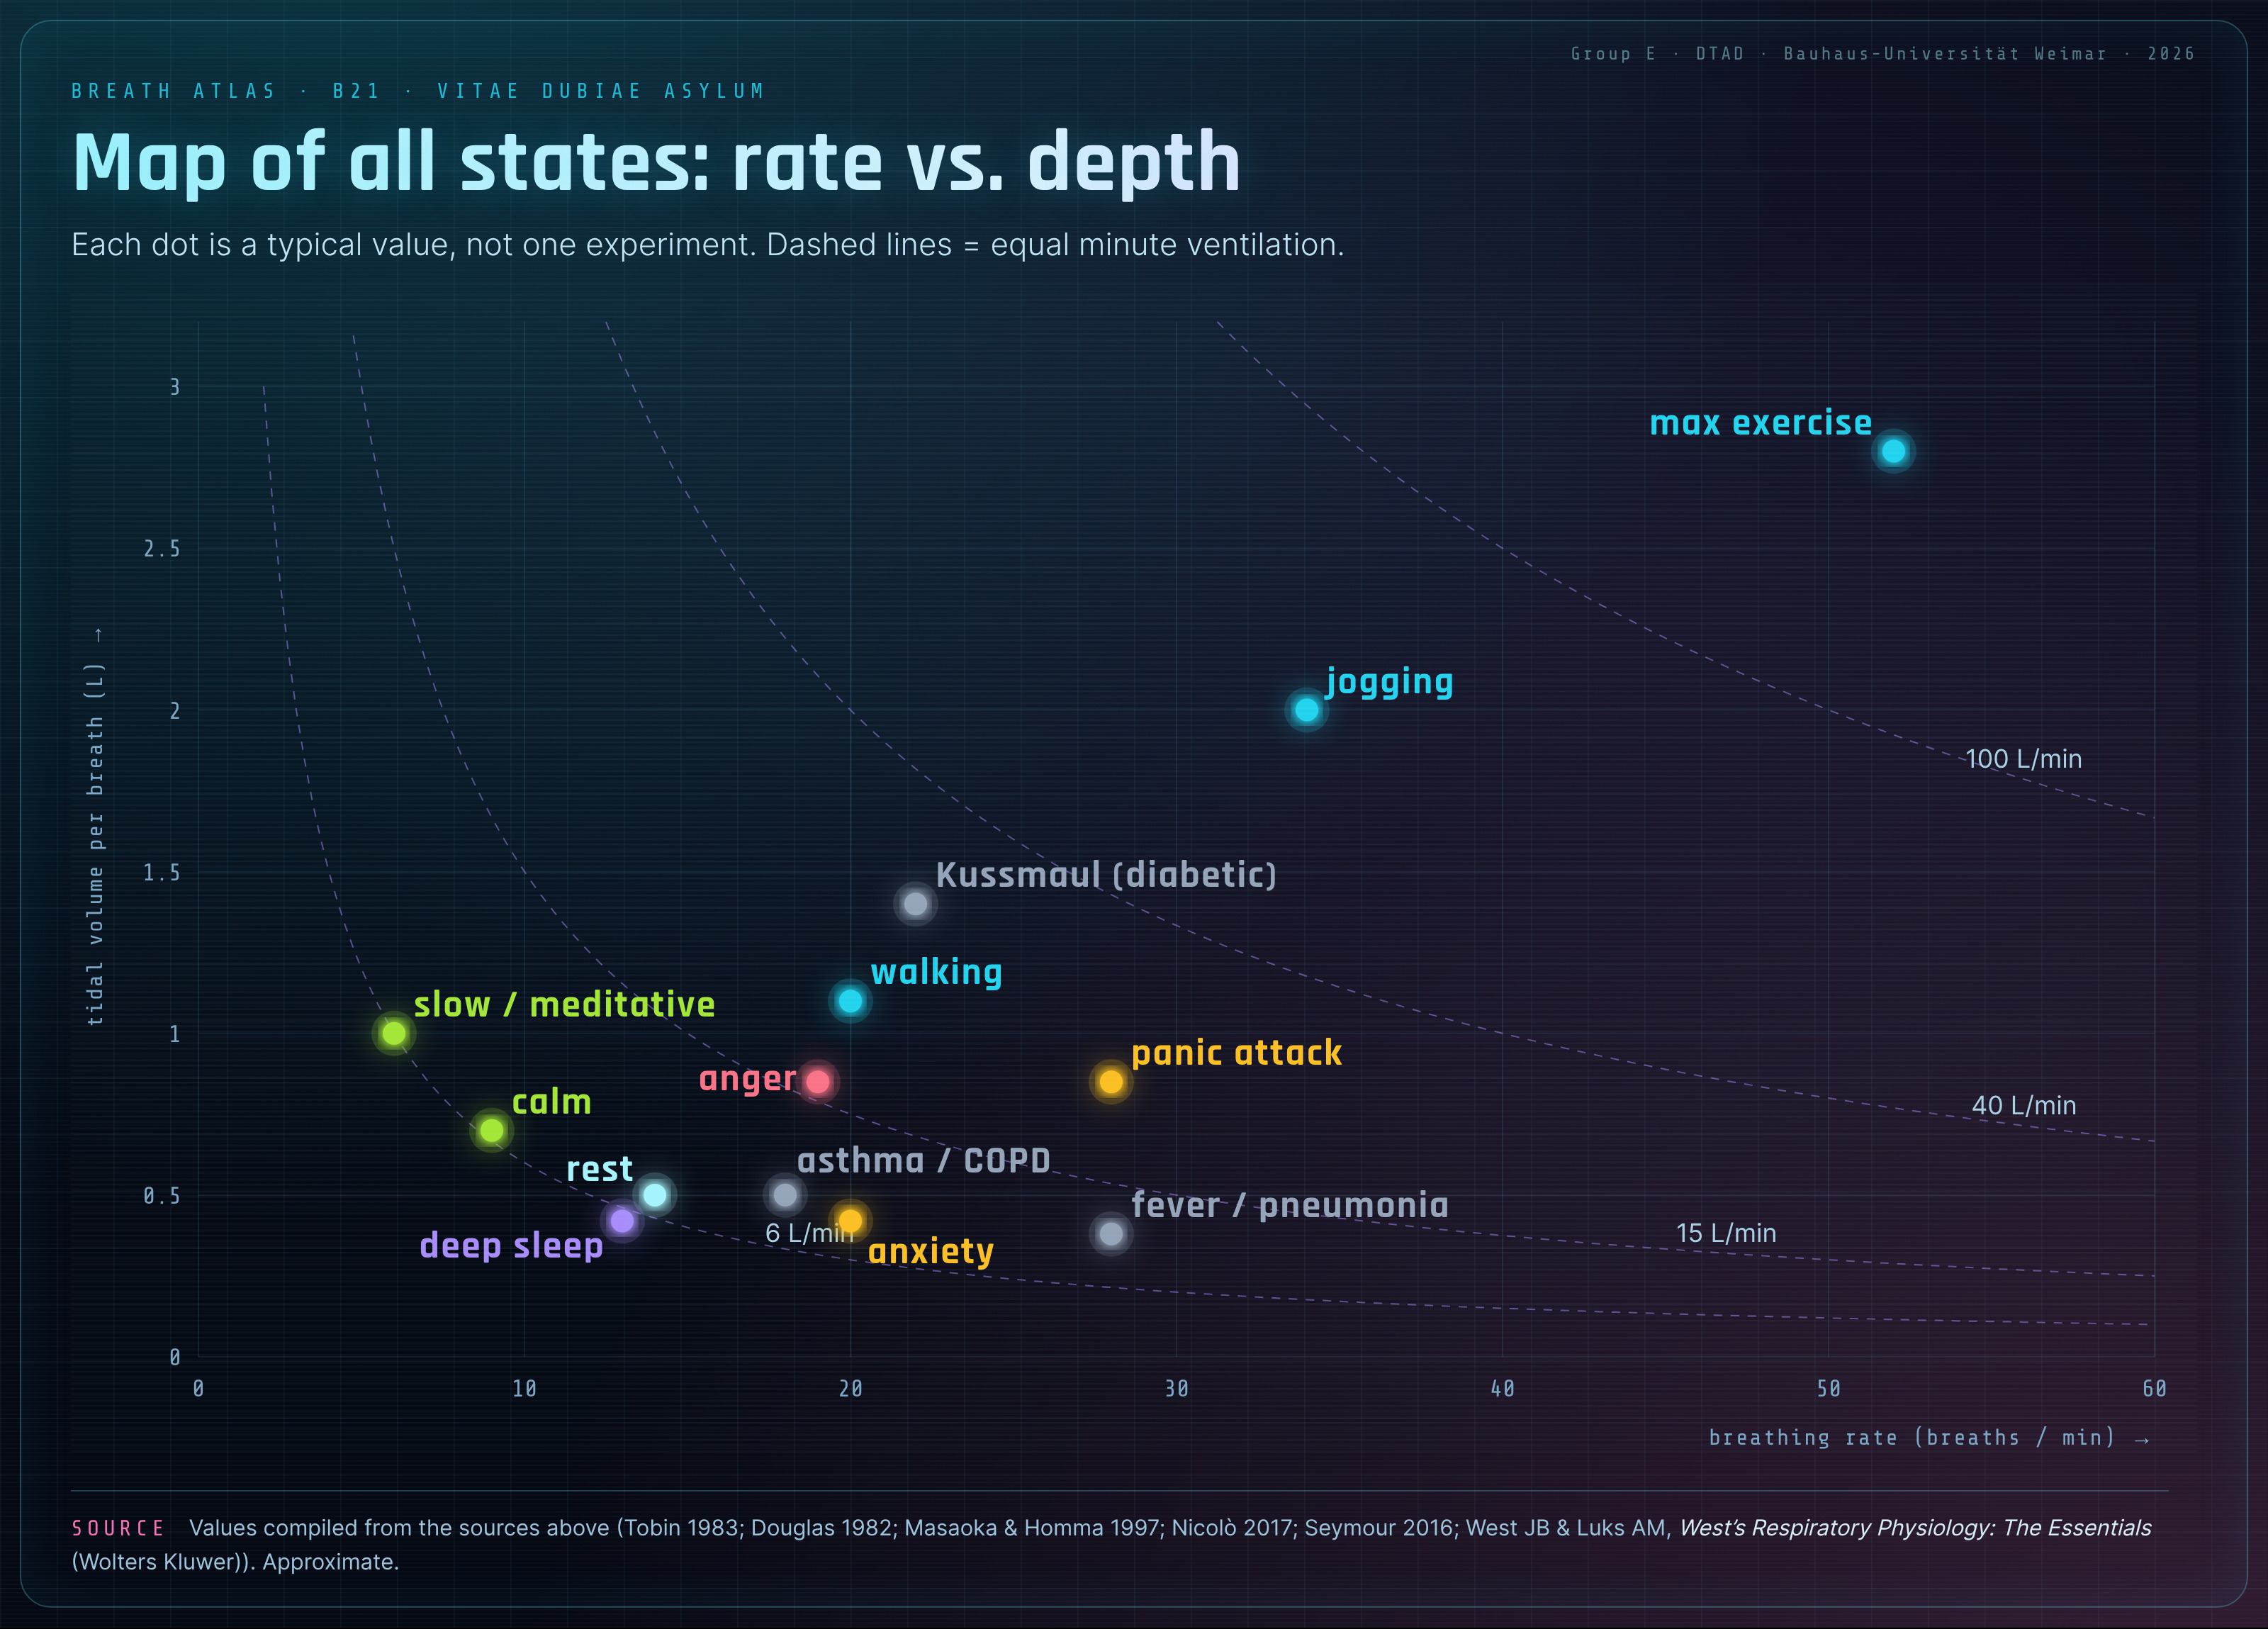 Group E · DTAD · Bauhaus-Universität Weimar · 2026
BREATH ATLAS · B21 · VITAE DUBIAE ASYLUM
Map of all states: rate vs. depth
Each dot is a typical value, not one experiment. Dashed lines = equal minute ventilation.
3
max exercise
2.5
jogging
2
100 L/min
tidal volume per breath (L) →
Kussmaul (diabetic)
1.5
walking
slow / meditative
1
panic attack
anger
calm
40 L/min
asthma / COPD
rest
0.5
fever / pneumonia
6 L/min
15 L/min
deep sleep
anxiety
0
0 10 20 30 40 50 60
breathing rate (breaths / min) →
SOURCE Values compiled from the sources above (Tobin 1983; Douglas 1982; Masaoka & Homma 1997; Nicolò 2017; Seymour 2016; West JB & Luks AM, West’s Respiratory Physiology: The Essentials
(Wolters Kluwer)). Approximate.